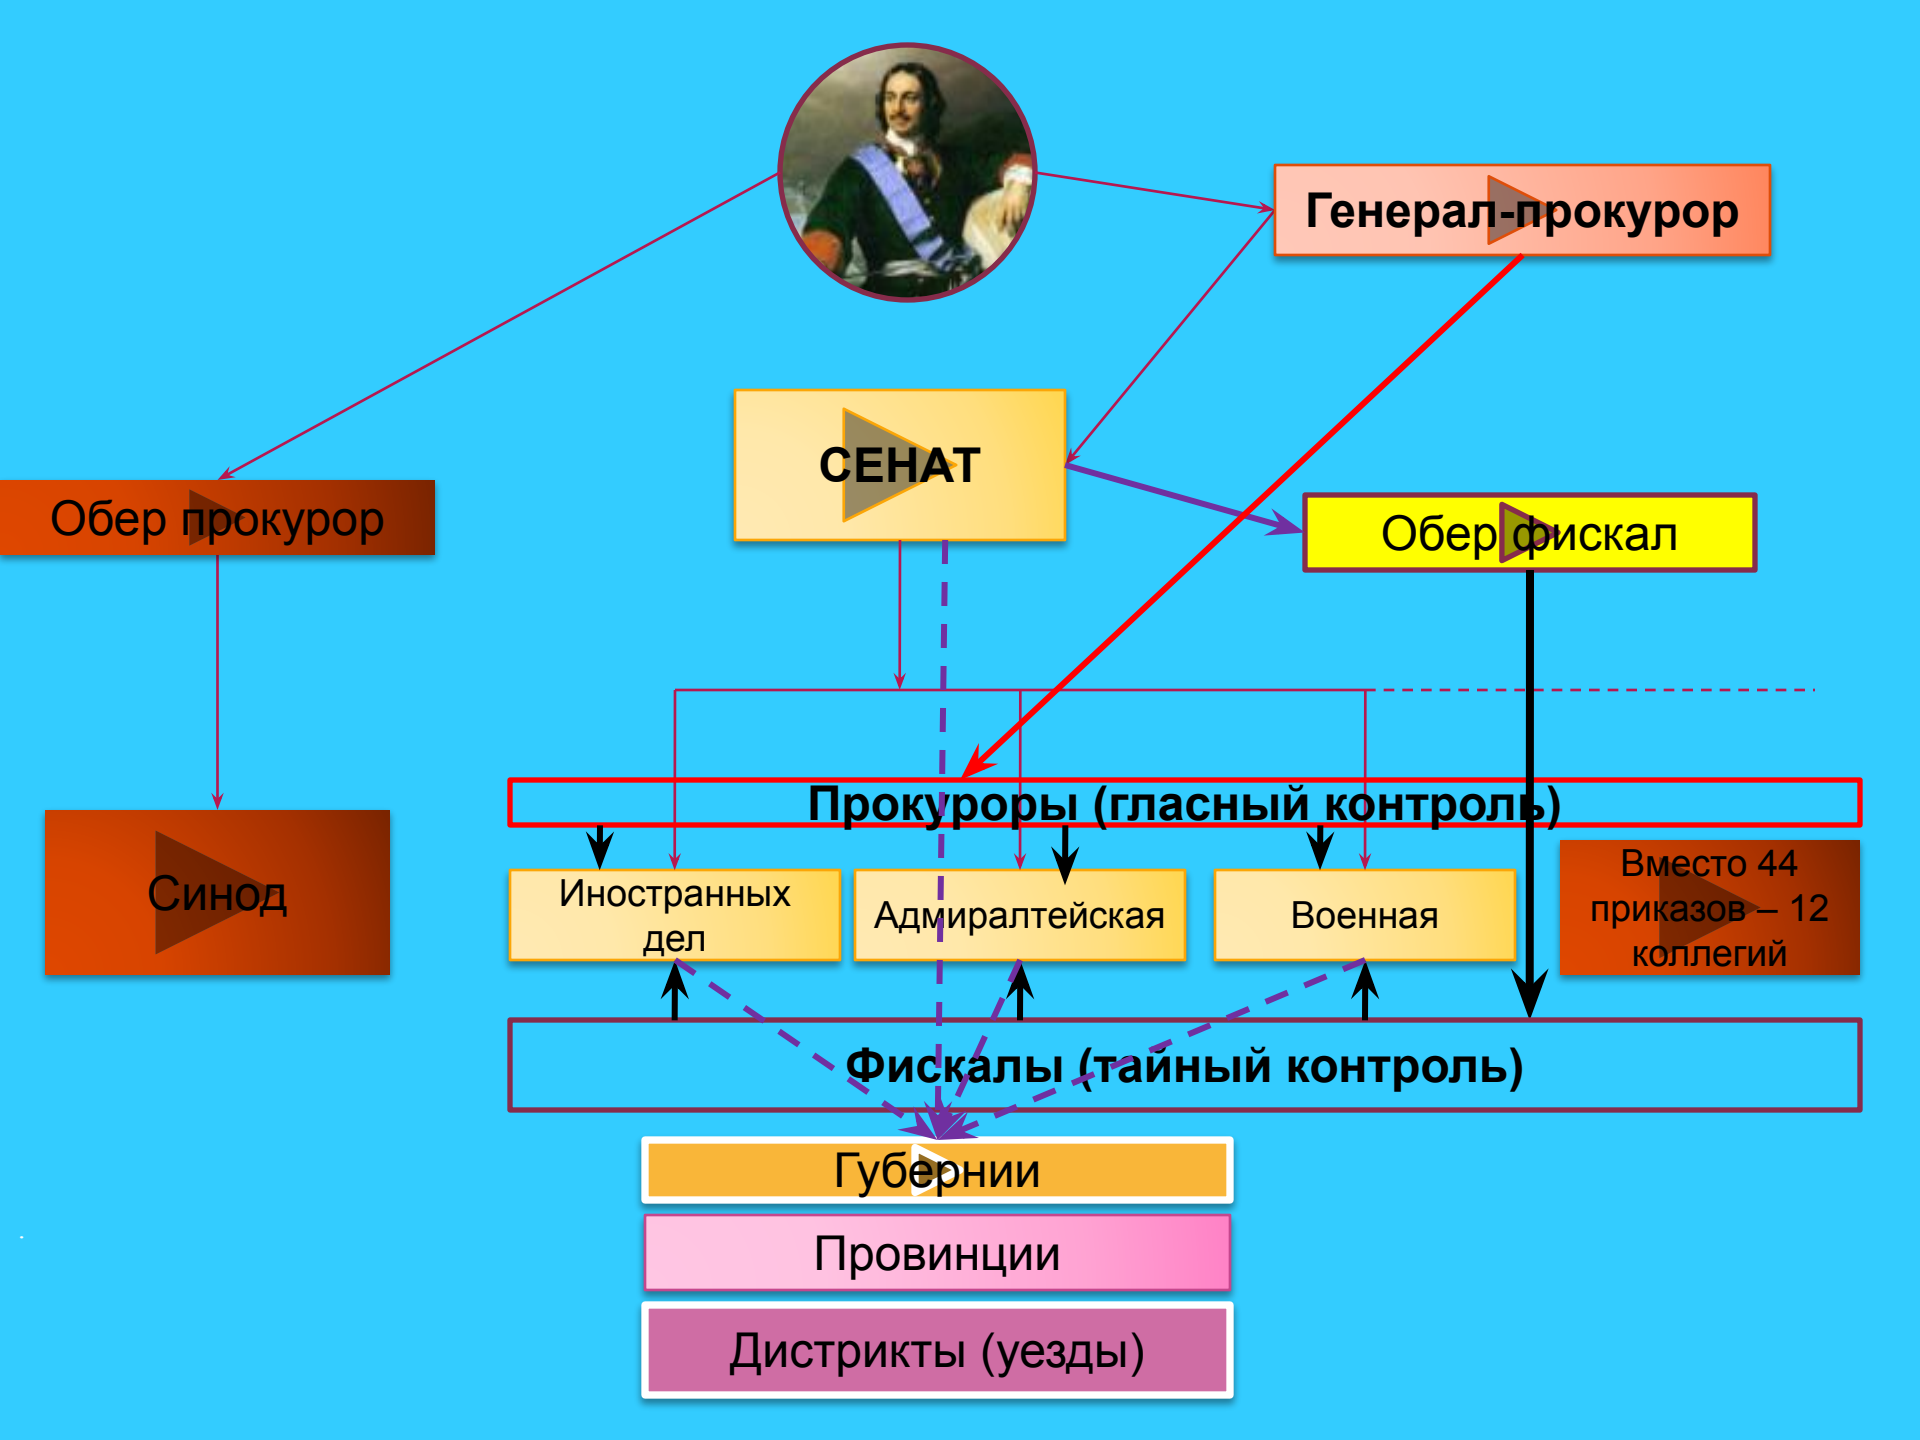 Генерал-прокурор
СЕНАТ
Обер прокурор
Обер фискал
Прокуроры (гласный контроль)
Иностранных
дел
Адмиралтейская
Военная
Вместо 44
приказов – 12
коллегий
Синод
Фискалы (тайный контроль)
Губернии
Провинции
Дистрикты (уезды)